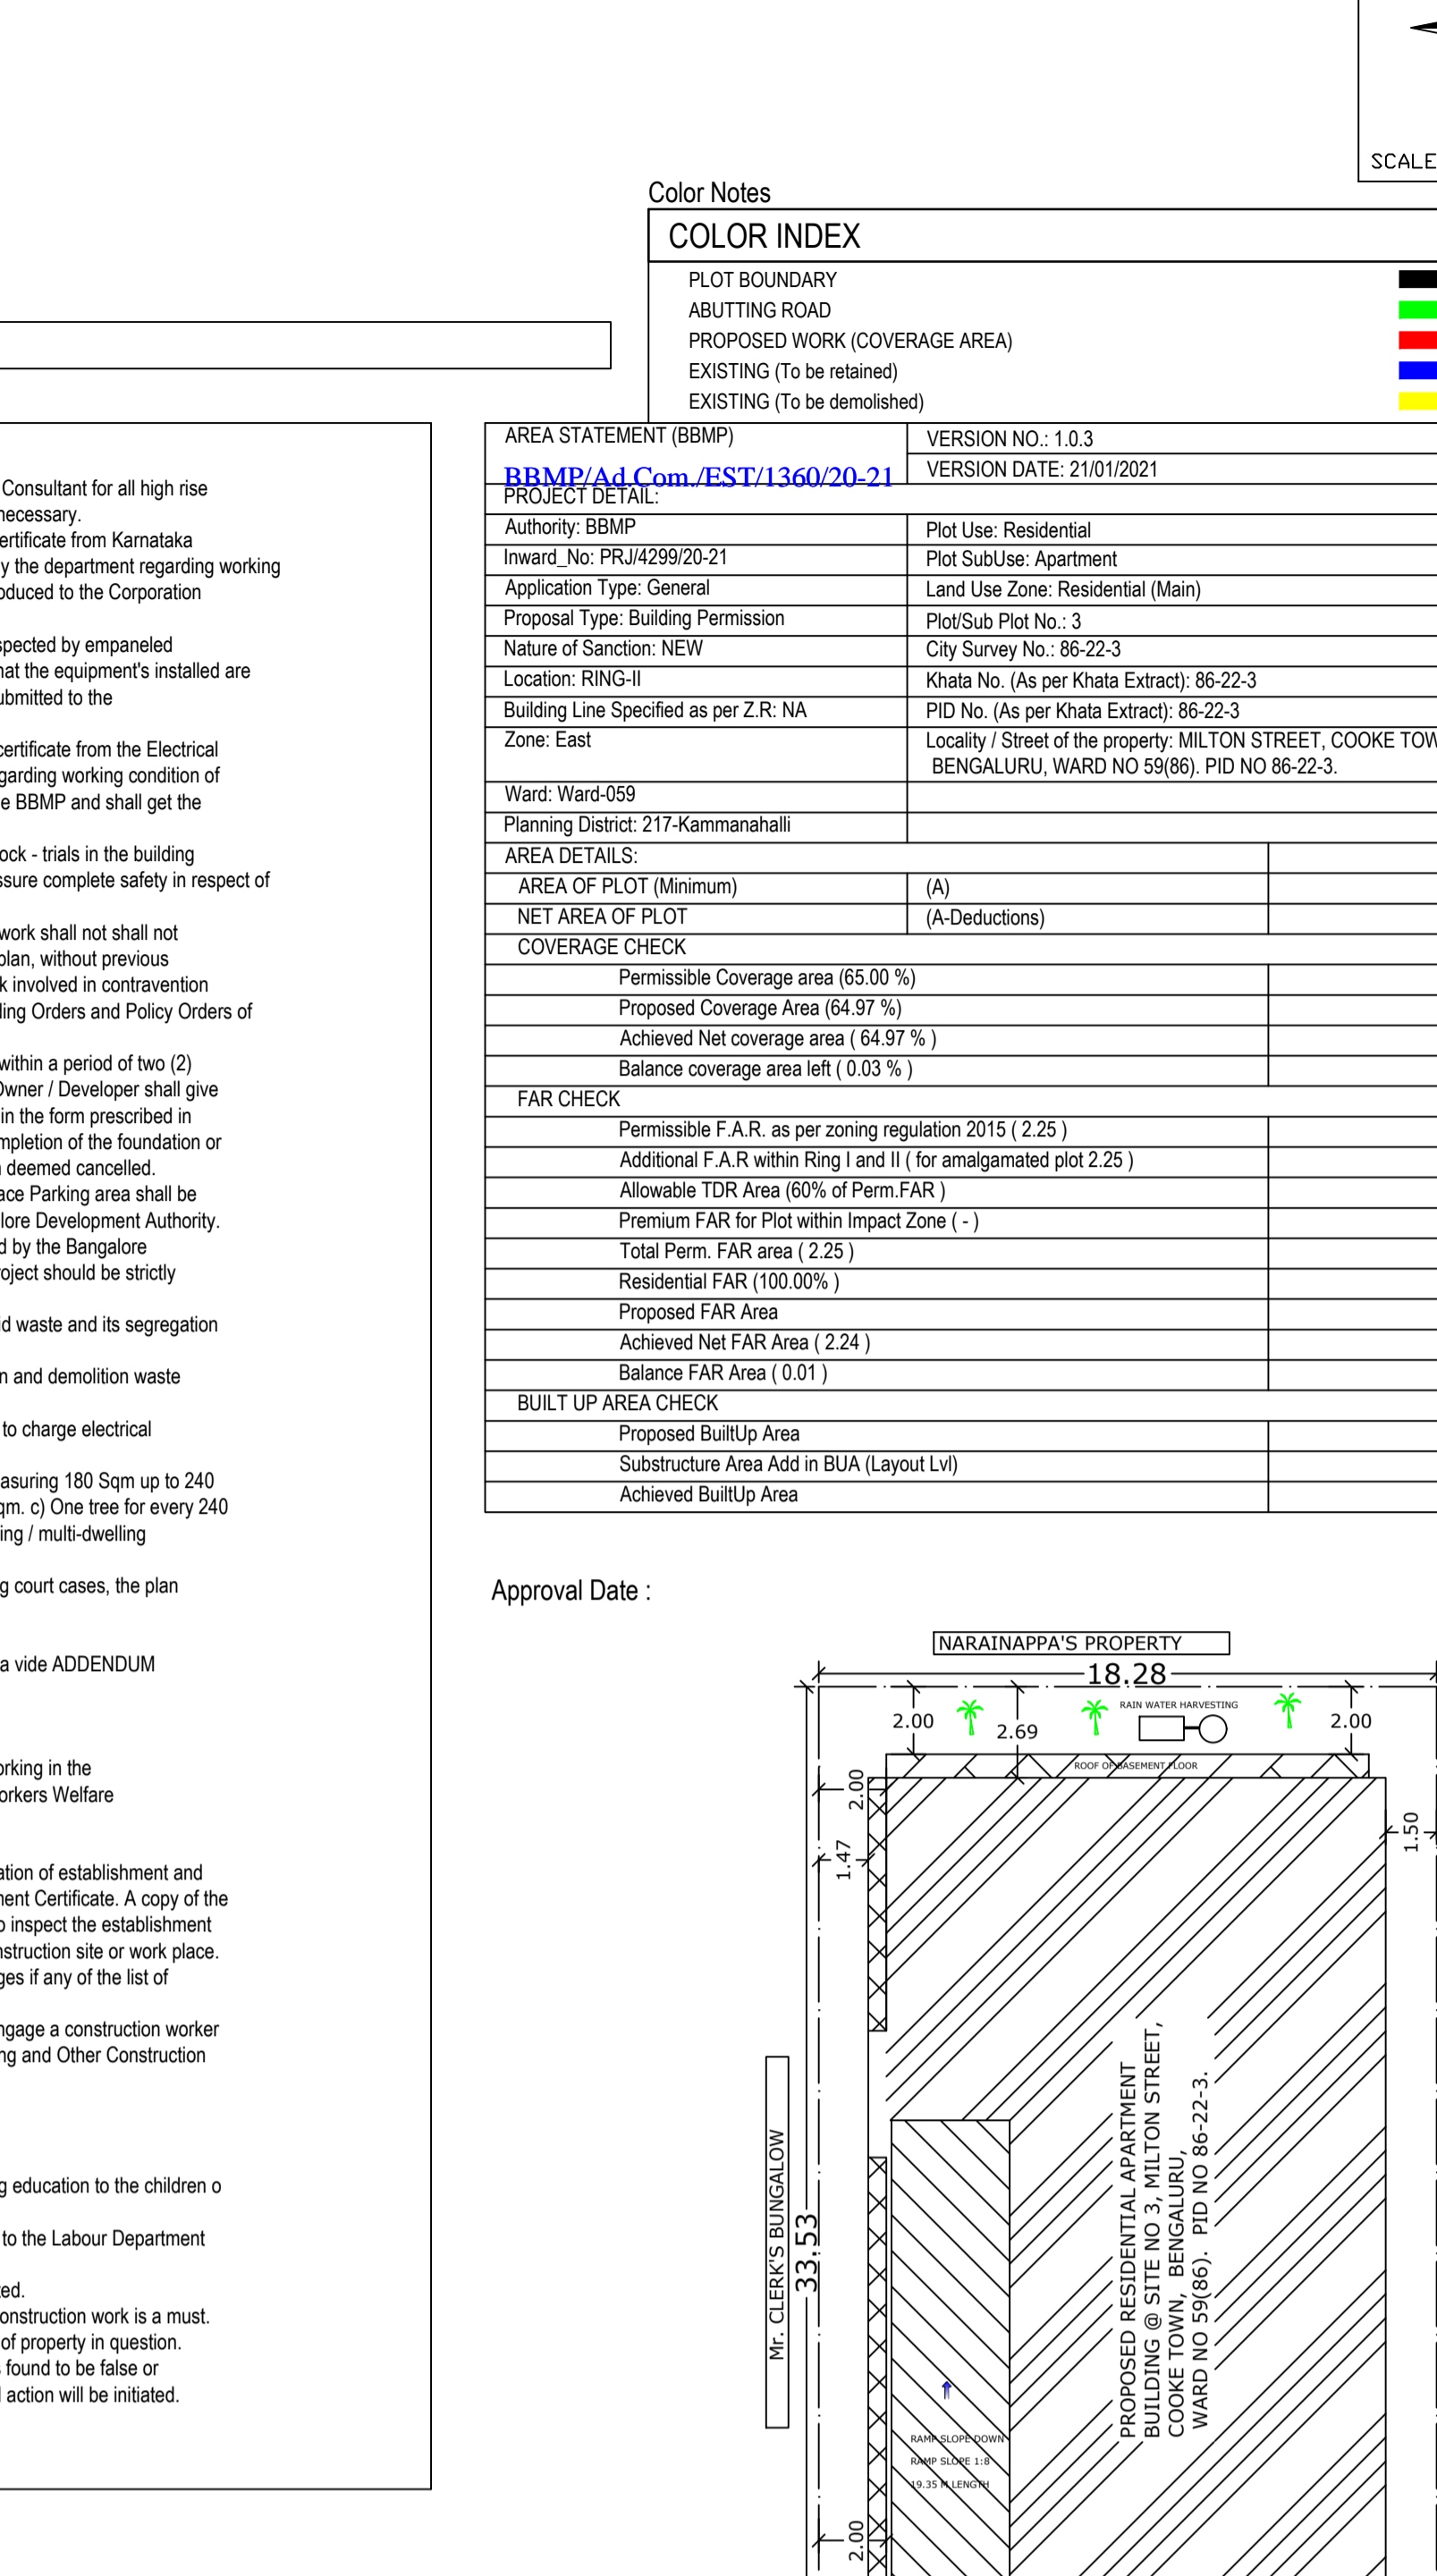 SCALE
Color Notes
COLOR INDEX
PLOT BOUNDARY
ABUTTING ROAD
PROPOSED WORK (COVERAGE AREA)
EXISTING (To be retained)
EXISTING (To be demolished)
Consultant for all high rise
necessary.
ertificate from Karnataka
y the department regarding working
oduced to the Corporation
spected by empaneled
hat the equipment's installed are
ubmitted to the
certificate from the Electrical
egarding working condition of
e BBMP and shall get the
ock - trials in the building
ssure complete safety in respect of
work shall not shall not
plan, without previous
k involved in contravention
ding Orders and Policy Orders of
within a period of two (2)
Owner / Developer shall give
in the form prescribed in
mpletion of the foundation or
n deemed cancelled.
ace Parking area shall be
lore Development Authority.
d by the Bangalore
roject should be strictly
id waste and its segregation
n and demolition waste
to charge electrical
asuring 180 Sqm up to 240
qm. c) One tree for every 240
ing / multi-dwelling
g court cases, the plan
a vide ADDENDUM
orking in the
orkers Welfare
ation of establishment and
ment Certificate. A copy of the
o inspect the establishment
nstruction site or work place.
ges if any of the list of
ngage a construction worker
ng and Other Construction
g education to the children o
to the Labour Department
ted.
onstruction work is a must.
of property in question.
s found to be false or
l action will be initiated.
AREA STATEMENT (BBMP)
VERSION NO.: 1.0.3
BBMP/Ad.Com./EST/1360/20-21
VERSION DATE: 21/01/2021
PROJECT DETAIL:
Authority: BBMP
Plot Use: Residential
Inward_No: PRJ/4299/20-21
Plot SubUse: Apartment
Application Type: General
Land Use Zone: Residential (Main)
Proposal Type: Building Permission
Plot/Sub Plot No.: 3
Nature of Sanction: NEW
City Survey No.: 86-22-3
Location: RING-II
Khata No. (As per Khata Extract): 86-22-3
Building Line Specified as per Z.R: NA
PID No. (As per Khata Extract): 86-22-3
Zone: East
Locality / Street of the property: MILTON STREET, COOKE TOW
BENGALURU, WARD NO 59(86). PID NO 86-22-3.
Ward: Ward-059
Planning District: 217-Kammanahalli
AREA DETAILS:
AREA OF PLOT (Minimum)
(A)
NET AREA OF PLOT
(A-Deductions)
COVERAGE CHECK
Permissible Coverage area (65.00 %)
Proposed Coverage Area (64.97 %)
Achieved Net coverage area ( 64.97 % )
Balance coverage area left ( 0.03 % )
FAR CHECK
Permissible F.A.R. as per zoning regulation 2015 ( 2.25 )
Additional F.A.R within Ring I and II ( for amalgamated plot 2.25 )
Allowable TDR Area (60% of Perm.FAR )
Premium FAR for Plot within Impact Zone ( - )
Total Perm. FAR area ( 2.25 )
Residential FAR (100.00% )
Proposed FAR Area
Achieved Net FAR Area ( 2.24 )
Balance FAR Area ( 0.01 )
BUILT UP AREA CHECK
Proposed BuiltUp Area
Substructure Area Add in BUA (Layout Lvl)
Achieved BuiltUp Area
Approval Date :
NARAINAPPA'S PROPERTY
18.28
RAIN WATER HARVESTING
2.00
2.69
2.00
ROOF OF BASEMENT FLOOR
2.00
1.47
1.50
Mr. CLERK'S BUNGALOW
33.53
PROPOSED RESIDENTIAL APARTMENT
BUILDING @ SITE NO 3, MILTON STREET,
COOKE TOWN, BENGALURU,
WARD NO 59(86). PID NO 86-22-3.
RAMP SLOPE DOWN
RAMP SLOPE 1:8
19.35 M LENGTH
2.00